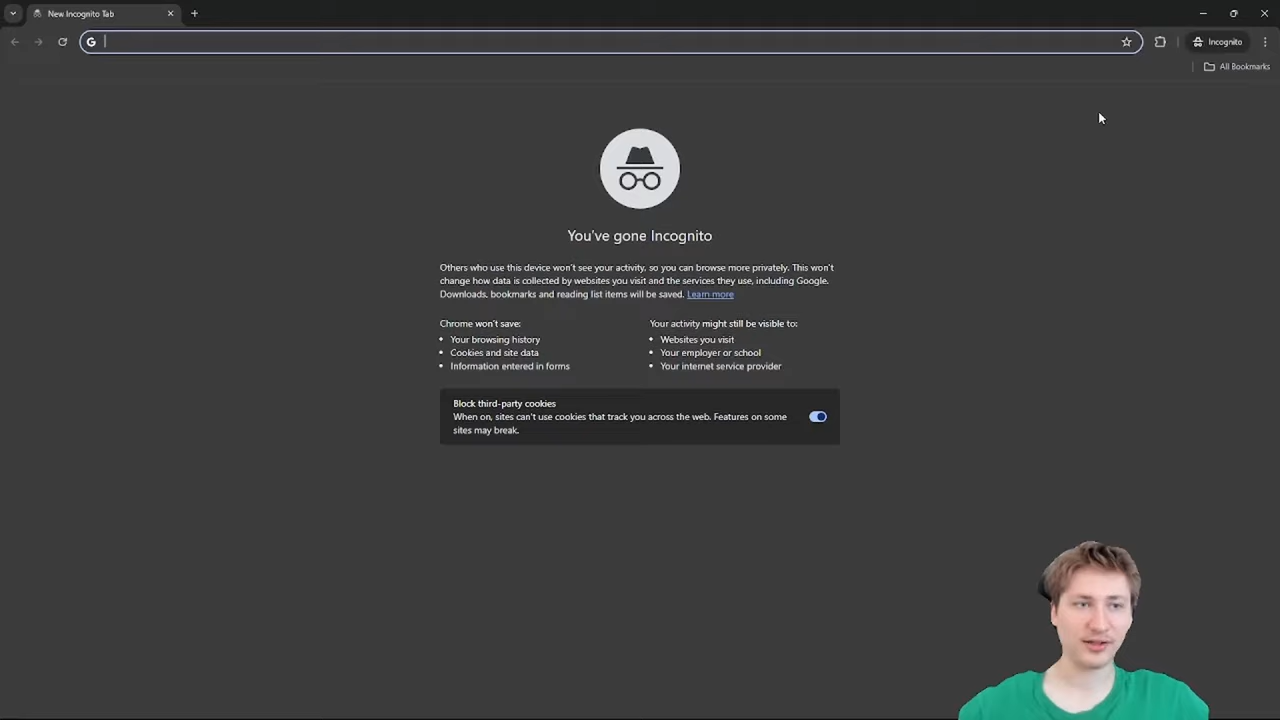 New Incognito Tab
Incognito
All Bookmarks
You've gone Incognito
Others who use this device won't see your activity, so you can browse more privately. This won't
change how data is collected by websites you visit and the services they use, including Google.
Downloads, bookmarks and reading list items will be saved. Learn more
Chrome won't save:
Your browsing history
Cookies and site data
Information entered in forms
Your activity might still be visible to:
Websites you visit
Your employer or school
Your internet service provider
Block third-party cookies
When on, sites can't use cookies that track you across the web. Features on some
sites may break.